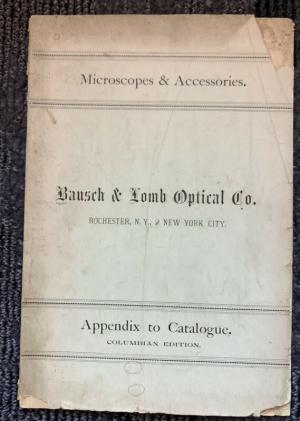 Microscopes & Accessories.
Bausch & Lomb Optical Co.
ROCHESTER, N. Y., & NEW YORK CITY.
Appendix to Catalogue.
COLUMBIAN EDITION.